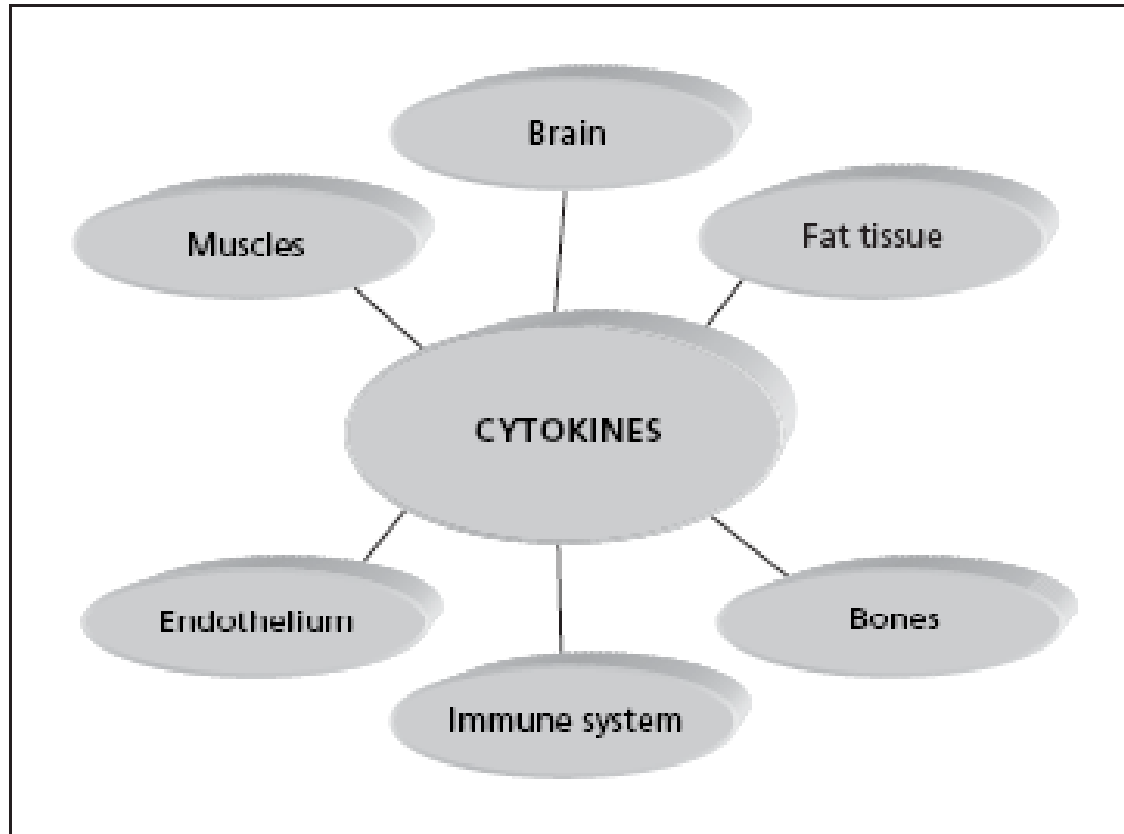 Brain
Muscles
Fat tissue
CYTOKINES
Endothelium
Bones
Immune system